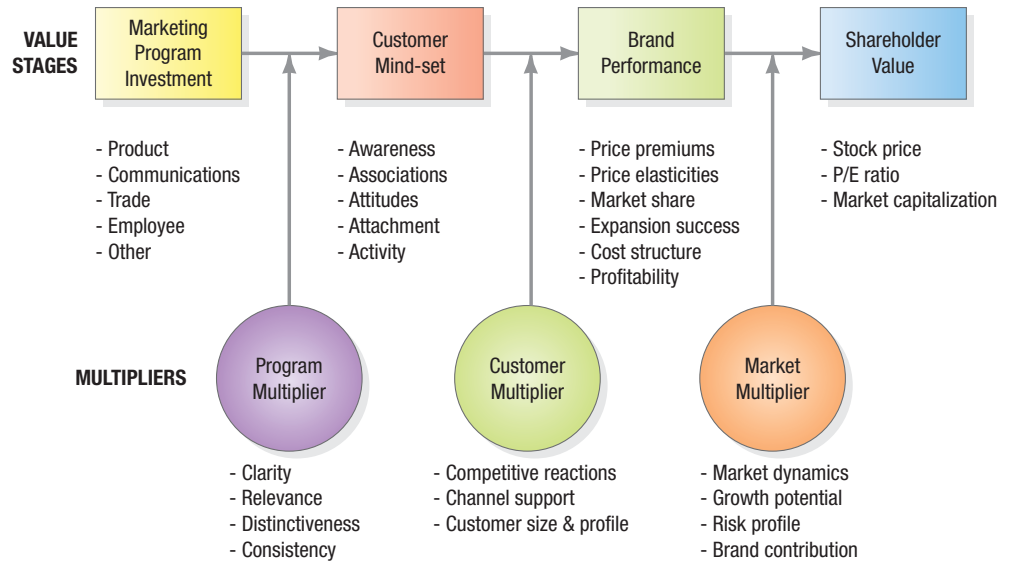 VALUE
STAGES
Marketing
Program
Investment
Customer
Mind-set
Brand
Performance
Shareholder
Value
- Product
- Communications
- Trade
- Employee
- Other
- Awareness
- Associations
- Attitudes
- Attachment
- Activity
- Price premiums
- Price elasticities
- Market share
- Expansion success
- Cost structure
- Profitability
- Stock price
- P/E ratio
- Market capitalization
MULTIPLIERS
Program
Multiplier
Customer
Multiplier
Market
Multiplier
- Clarity
- Relevance
- Distinctiveness
- Consistency
- Competitive reactions
- Channel support
- Customer size & profile
- Market dynamics
- Growth potential
- Risk profile
- Brand contribution